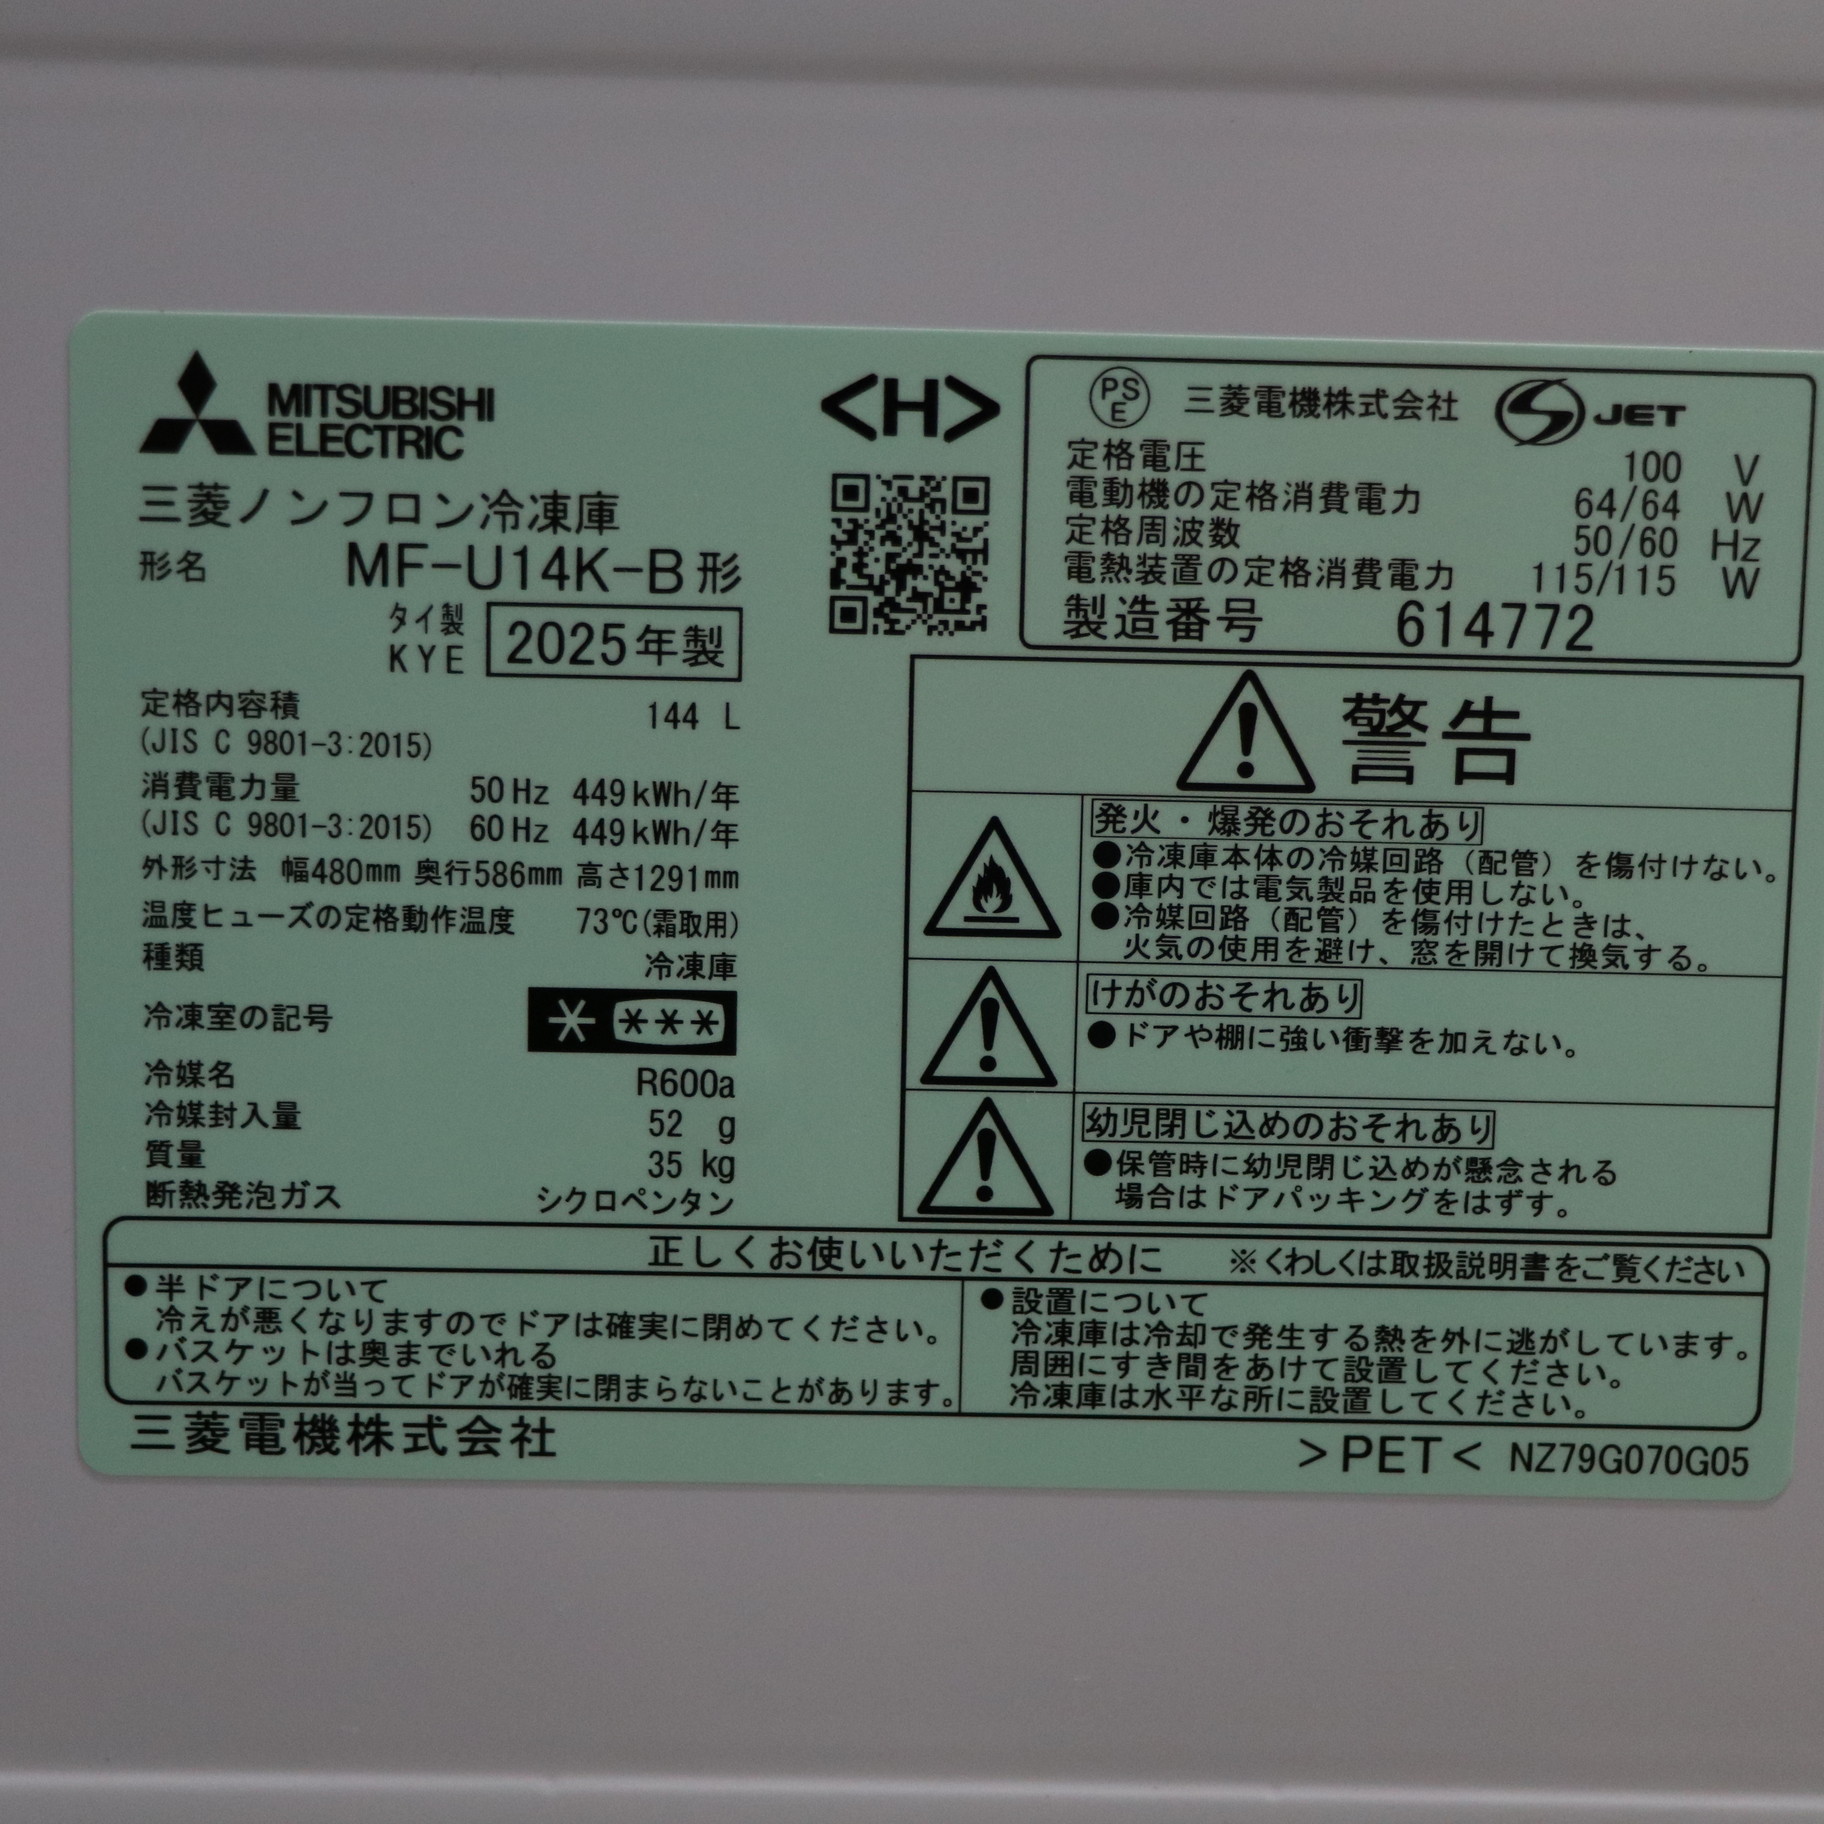 MITSUBISHI
ELECTRIC
三菱ノンフロン冷凍庫
形名 MF-U14K-B形
タイ製
KYE 2025年製
定格内容積 144 L
(JIS C 9801-3:2015)
消費電力量 50Hz 449kWh/年
(JIS C 9801-3:2015) 60Hz 449kWh/年
外形寸法 幅480mm 奥行586mm 高さ1291mm
温度ヒューズの定格動作温度 73℃(霜取用)
種類 冷凍庫
冷凍室の記号 * ***
冷媒名 R600a
冷媒封入量 52 g
質量 35 kg
断熱発泡ガス シクロペンタン
<H>
PS
E 三菱電機株式会社 S JET
定格電圧 100 V
電動機の定格消費電力 64/64 W
定格周波数 50/60 Hz
電熱装置の定格消費電力 115/115 W
製造番号 614772
警告
発火・爆発のおそれあり
●冷凍庫本体の冷媒回路（配管）を傷付けない。
●庫内では電気製品を使用しない。
●冷媒回路（配管）を傷付けたときは、
火気の使用を避け、窓を開けて換気する。
けがのおそれあり
●ドアや棚に強い衝撃を加えない。
幼児閉じ込めのおそれあり
●保管時に幼児閉じ込めが懸念される
場合はドアパッキングをはずす。
正しくお使いいただくために ※くわしくは取扱説明書をご覧ください
●半ドアについて
冷えが悪くなりますのでドアは確実に閉めてください。
●バスケットは奥までいれる
バスケットが当ってドアが確実に閉まらないことがあります。
●設置について
冷凍庫は冷却で発生する熱を外に逃がしています。
周囲にすき間をあけて設置してください。
冷凍庫は水平な所に設置してください。
三菱電機株式会社
>PET< NZ79G070G05